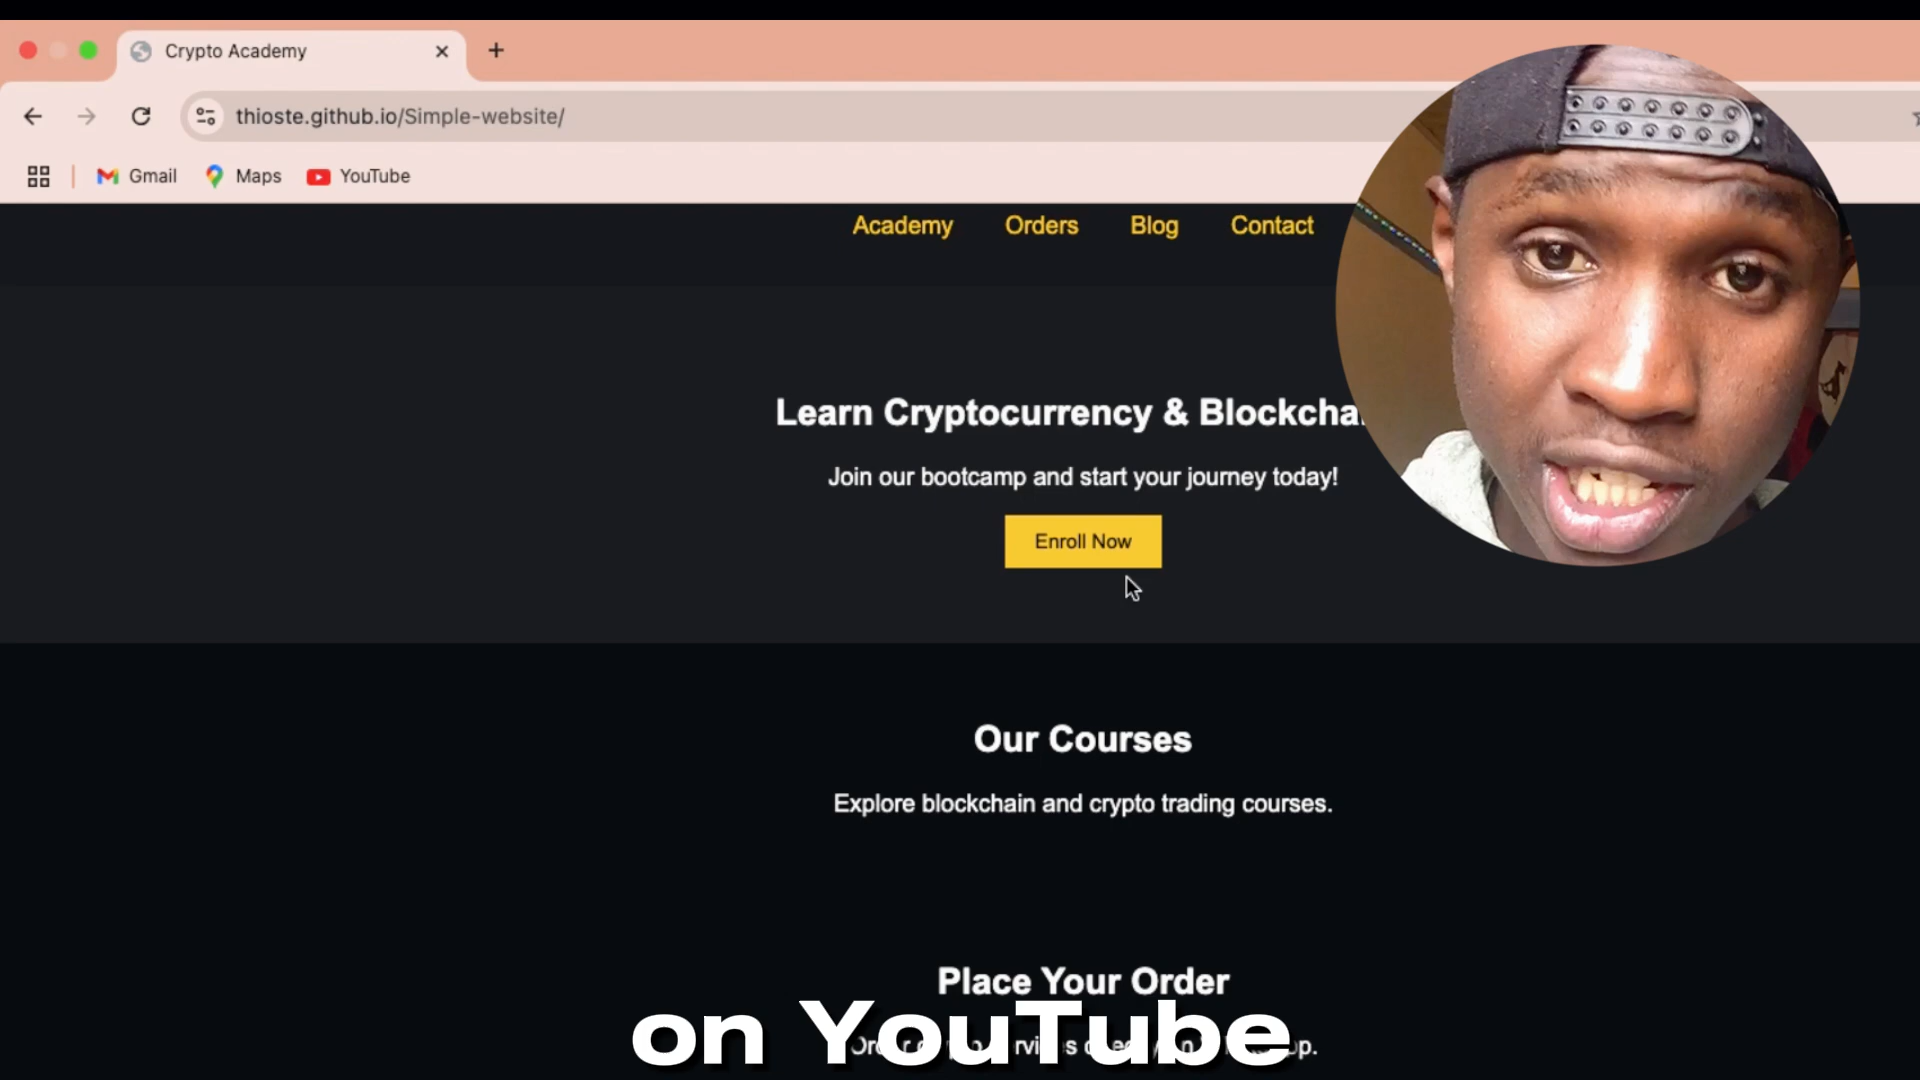 Crypto Academy
thioste.github.io/Simple-website/
Gmail Maps YouTube
Academy Orders Blog Contact
Learn Cryptocurrency &
Join our bootcamp and start your journey today!
Enroll Now
Our Courses
Explore blockchain and crypto trading courses.
Place Your Order
on YouTube